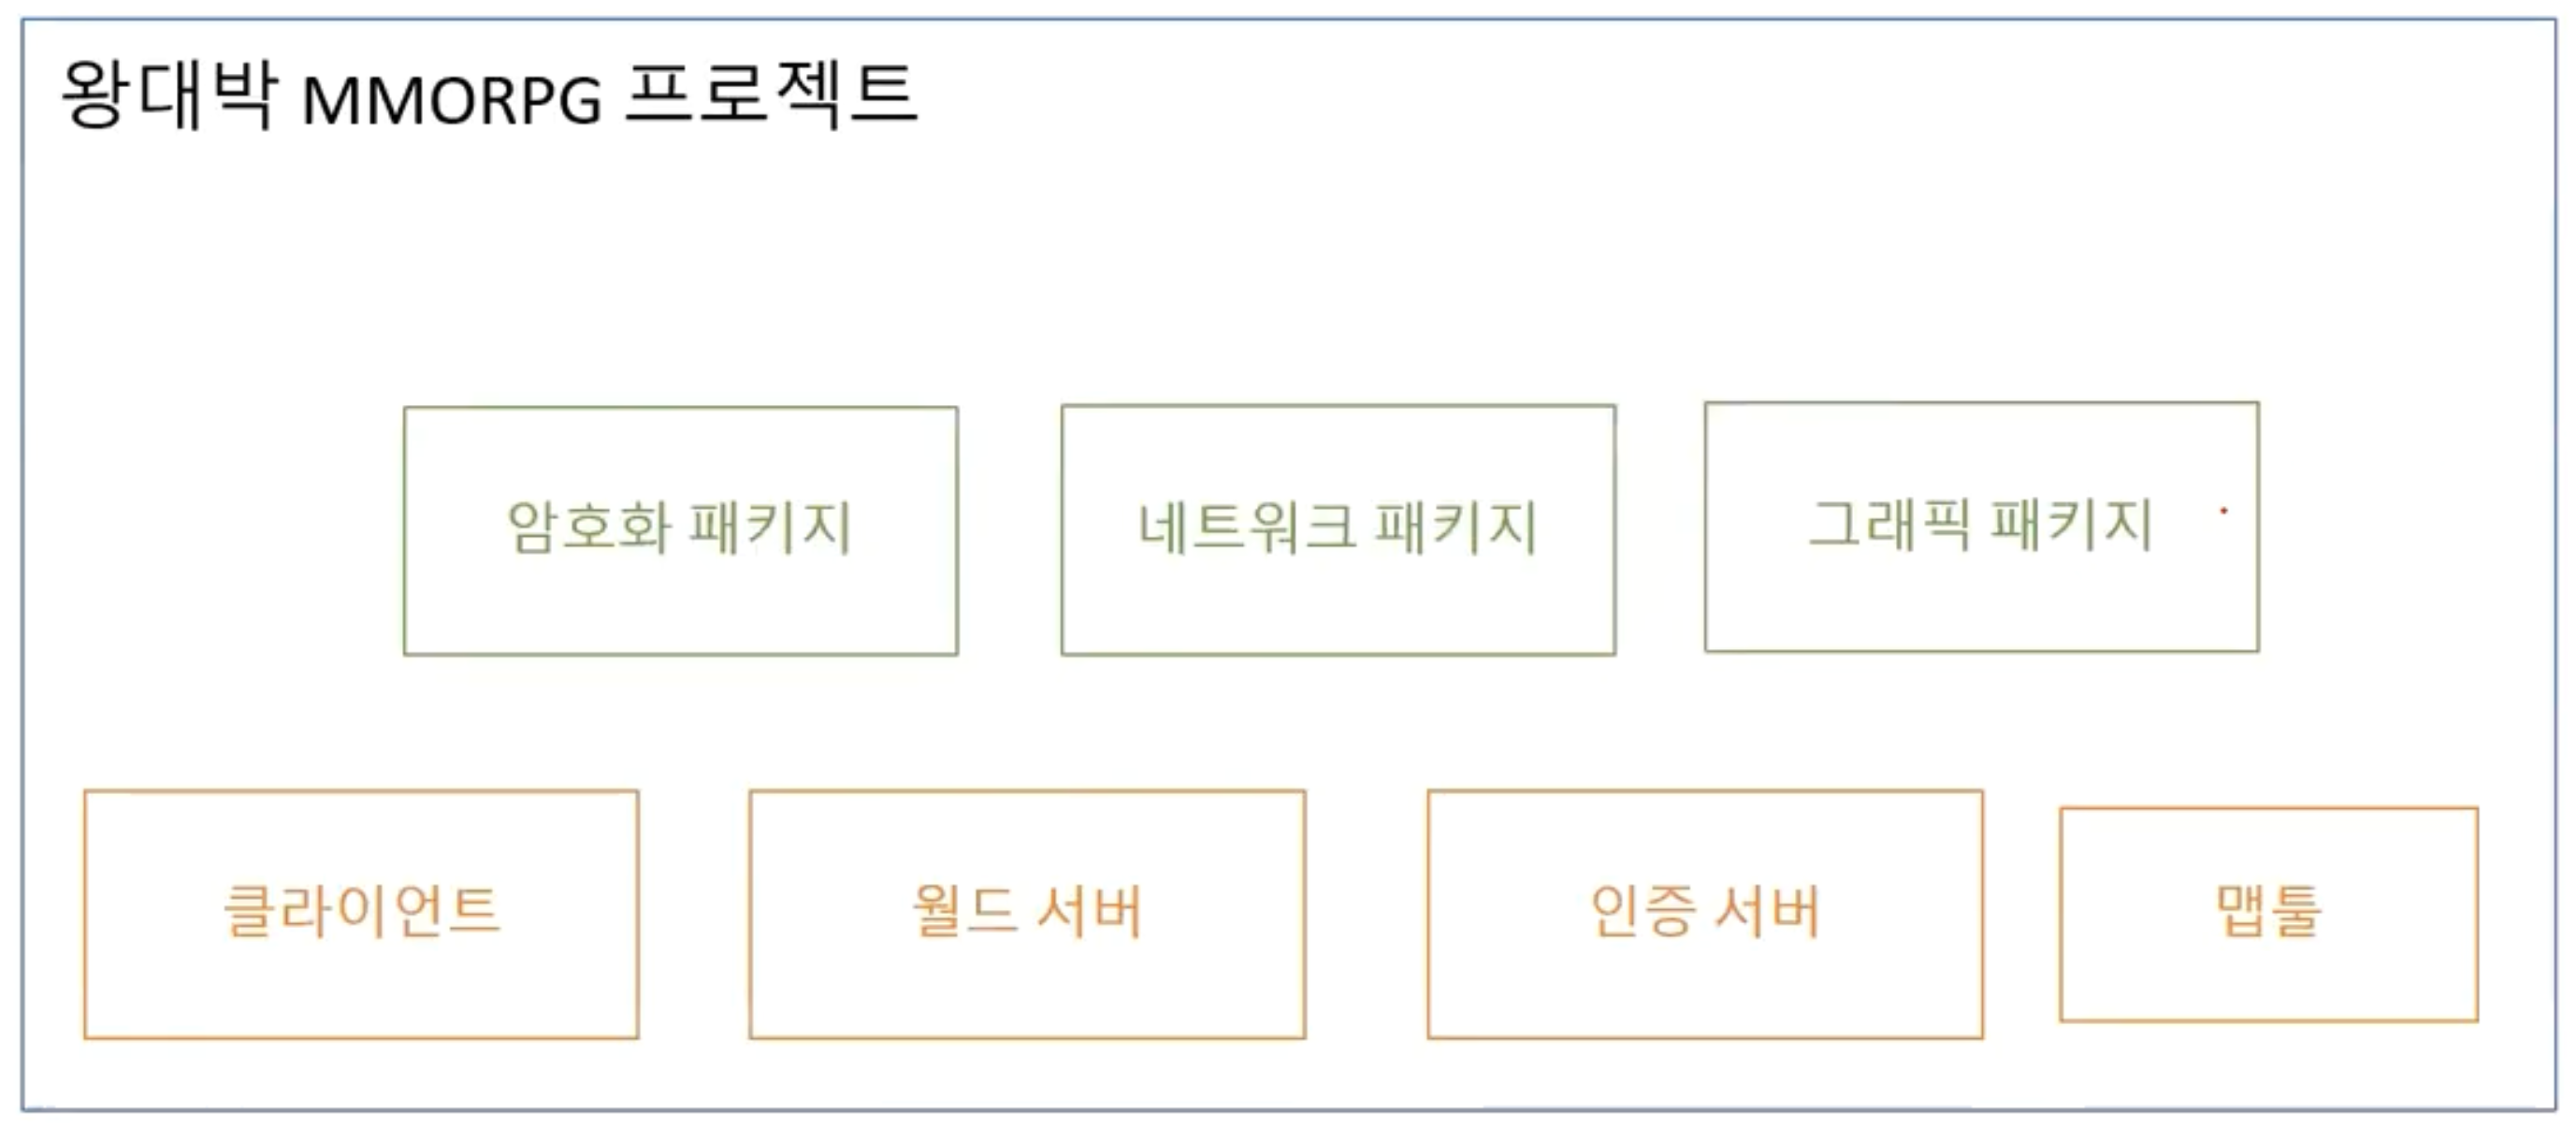 왕대박 MMORPG 프로젝트
암호화 패키지
네트워크 패키지
그래픽 패키지
클라이언트
월드 서버
인증 서버
맵툴